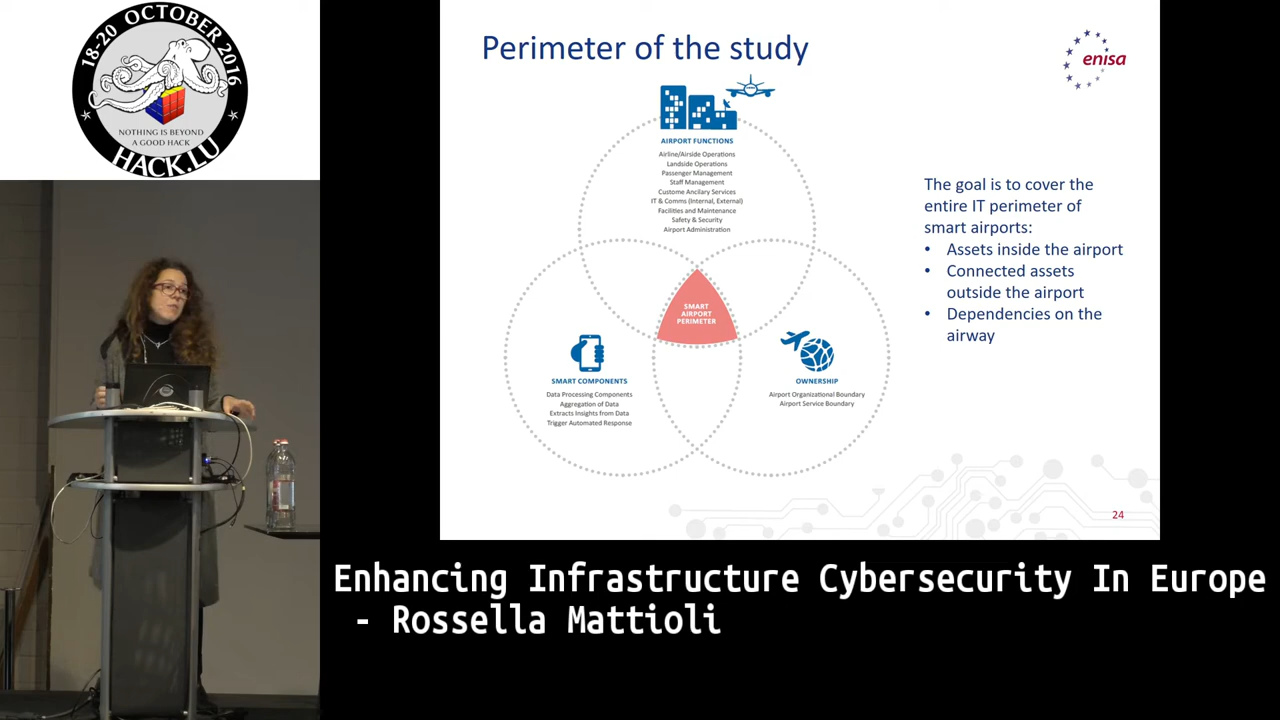 18-20 OCTOBER 2016
NOTHING IS BEYOND
A GOOD HACK
HACK.LU
Perimeter of the study
enisa
AIRPORT FUNCTIONS
Airline/Airside Operations
Landside Operations
Passenger Management
Staff Management
Custome Ancilary Services
IT & Comms (Internal, External)
Facilities and Maintenance
Safety & Security
Airport Administration
SMART
AIRPORT
PERIMETER
SMART COMPONENTS
Data Processing Components
Aggregation of Data
Extracts Insights from Data
Trigger Automated Response
OWNERSHIP
Airport Organizational Boundary
Airport Service Boundary
The goal is to cover the
entire IT perimeter of
smart airports:
• Assets inside the airport
• Connected assets
outside the airport
• Dependencies on the
airway
24
Enhancing Infrastructure Cybersecurity In Europe
- Rossella Mattioli